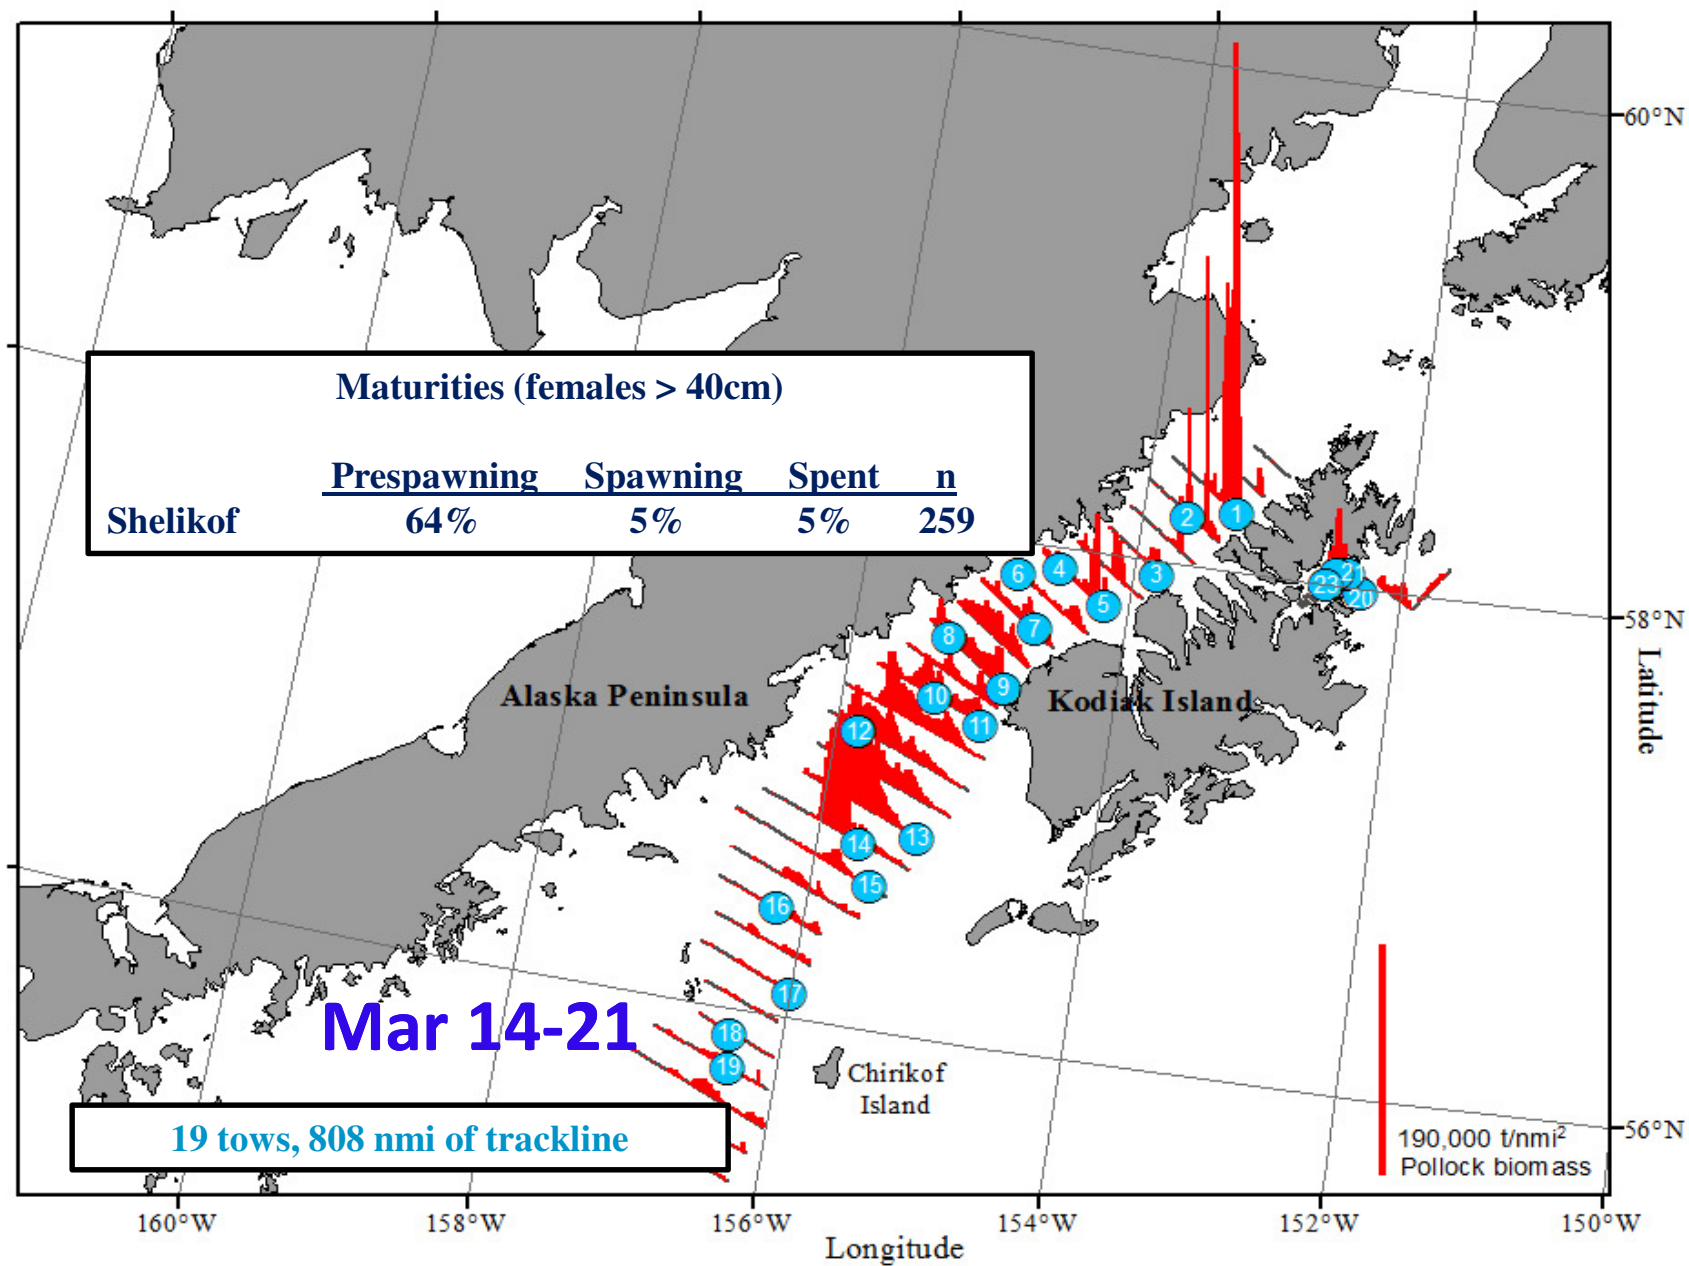 60°N
Maturities (females > 40cm)
Prespawning Spawning Spent n
Shelikof 64% 5% 5% 259
2
1
6
4
3
5
23
20
58°N
8
7
Latitude
Alaska Peninsula
10
9
Kodiak Island
12
11
14
13
15
16
17
Mar 14-21
18
19
Chirikof
Island
19 tows, 808 nmi of trackline
190,000 t/nmi²
Pollock biomass
56°N
160°W 158°W 156°W 154°W 152°W 150°W
Longitude